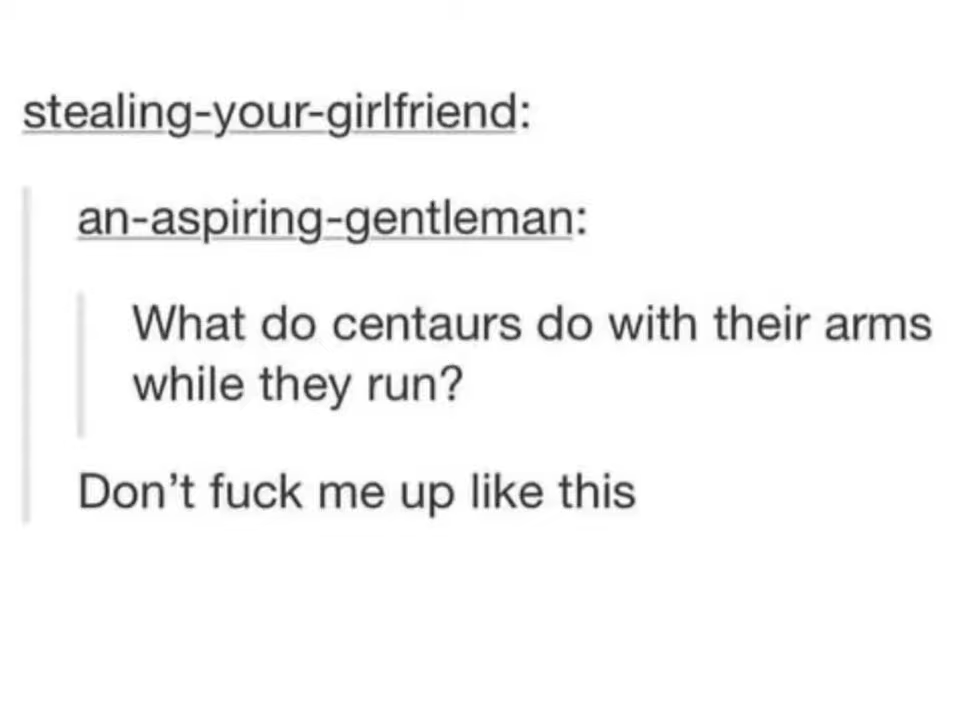 stealing-your-girlfriend:
an-aspiring-gentleman:
What do centaurs do with their arms
while they run?
Don’t fuck me up like this